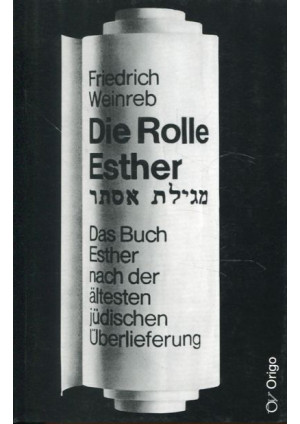 Friedrich
Weinreb
Die Rolle
Esther
מגילת אסתר
Das Buch
Esther
nach der
ältesten
jüdischen
Überlieferung
Origo